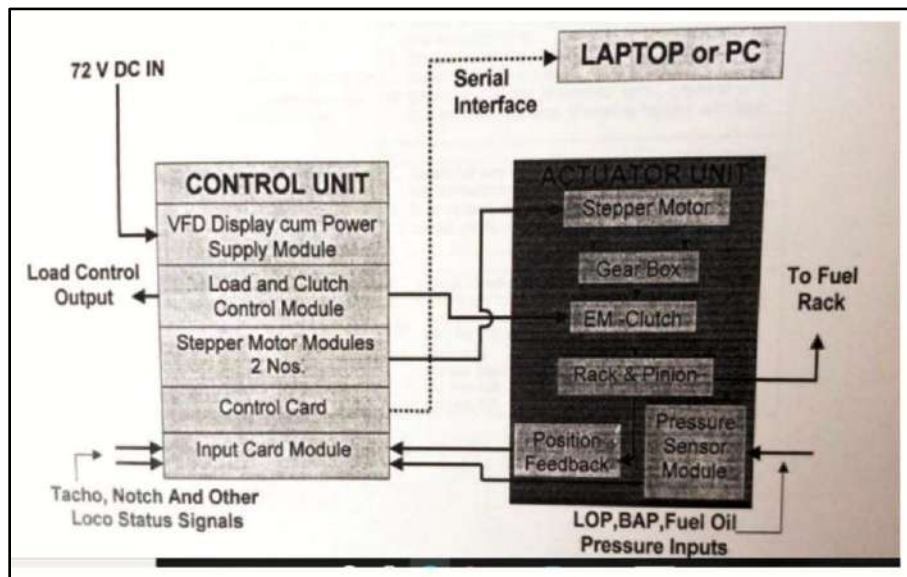 72 V DC IN
LAPTOP or PC
Serial
Interface
CONTROL UNIT
VFD Display cum Power
Supply Module
Load and Clutch
Control Module
Stepper Motor Modules
2 Nos.
Control Card
Input Card Module
Load Control
Output
Tacho, Notch And Other
Loco Status Signals
ACTUATOR UNIT
Stepper Motor
Gear Box
EM -Clutch
Rack & Pinion
Position
Feedback
Pressure
Sensor
Module
To Fuel
Rack
LOP,BAP,Fuel Oil
Pressure Inputs